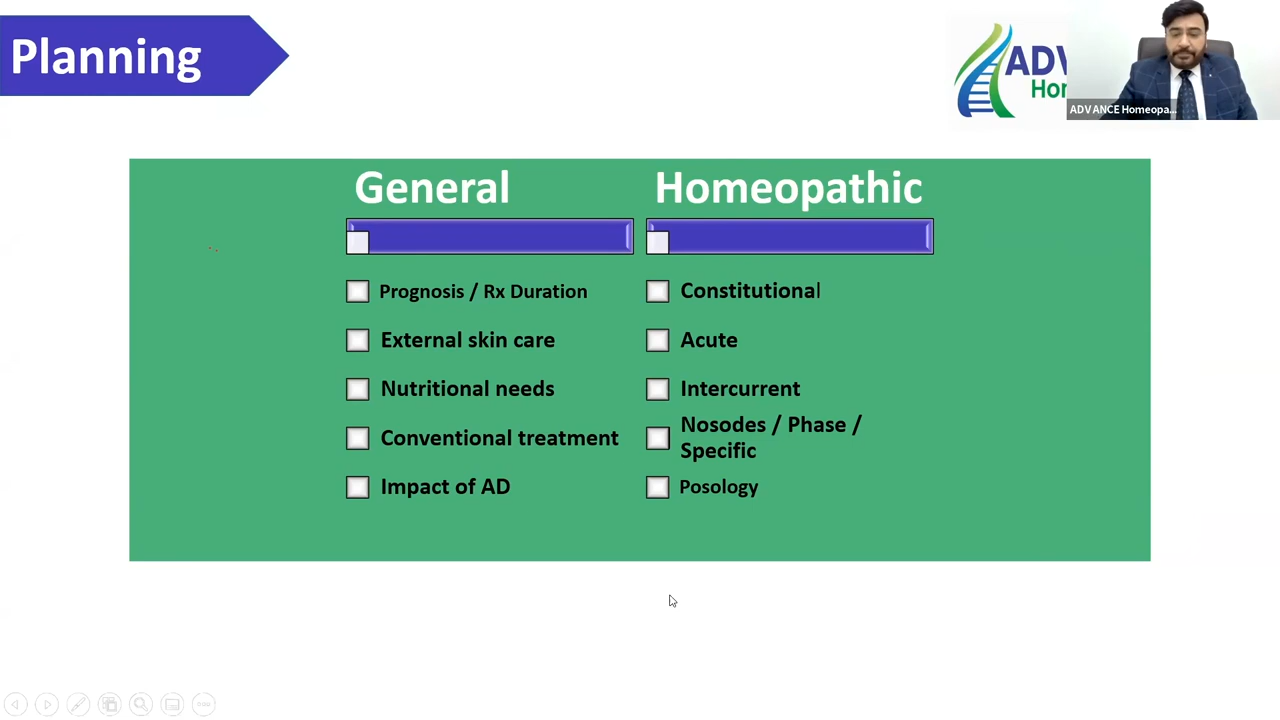 Planning
ADV
Hor
ADVANCE Homeopa...
General
Homeopathic
Prognosis / Rx Duration
Constitutional
External skin care
Acute
Nutritional needs
Intercurrent
Conventional treatment
Nosodes / Phase /
Specific
Impact of AD
Posology